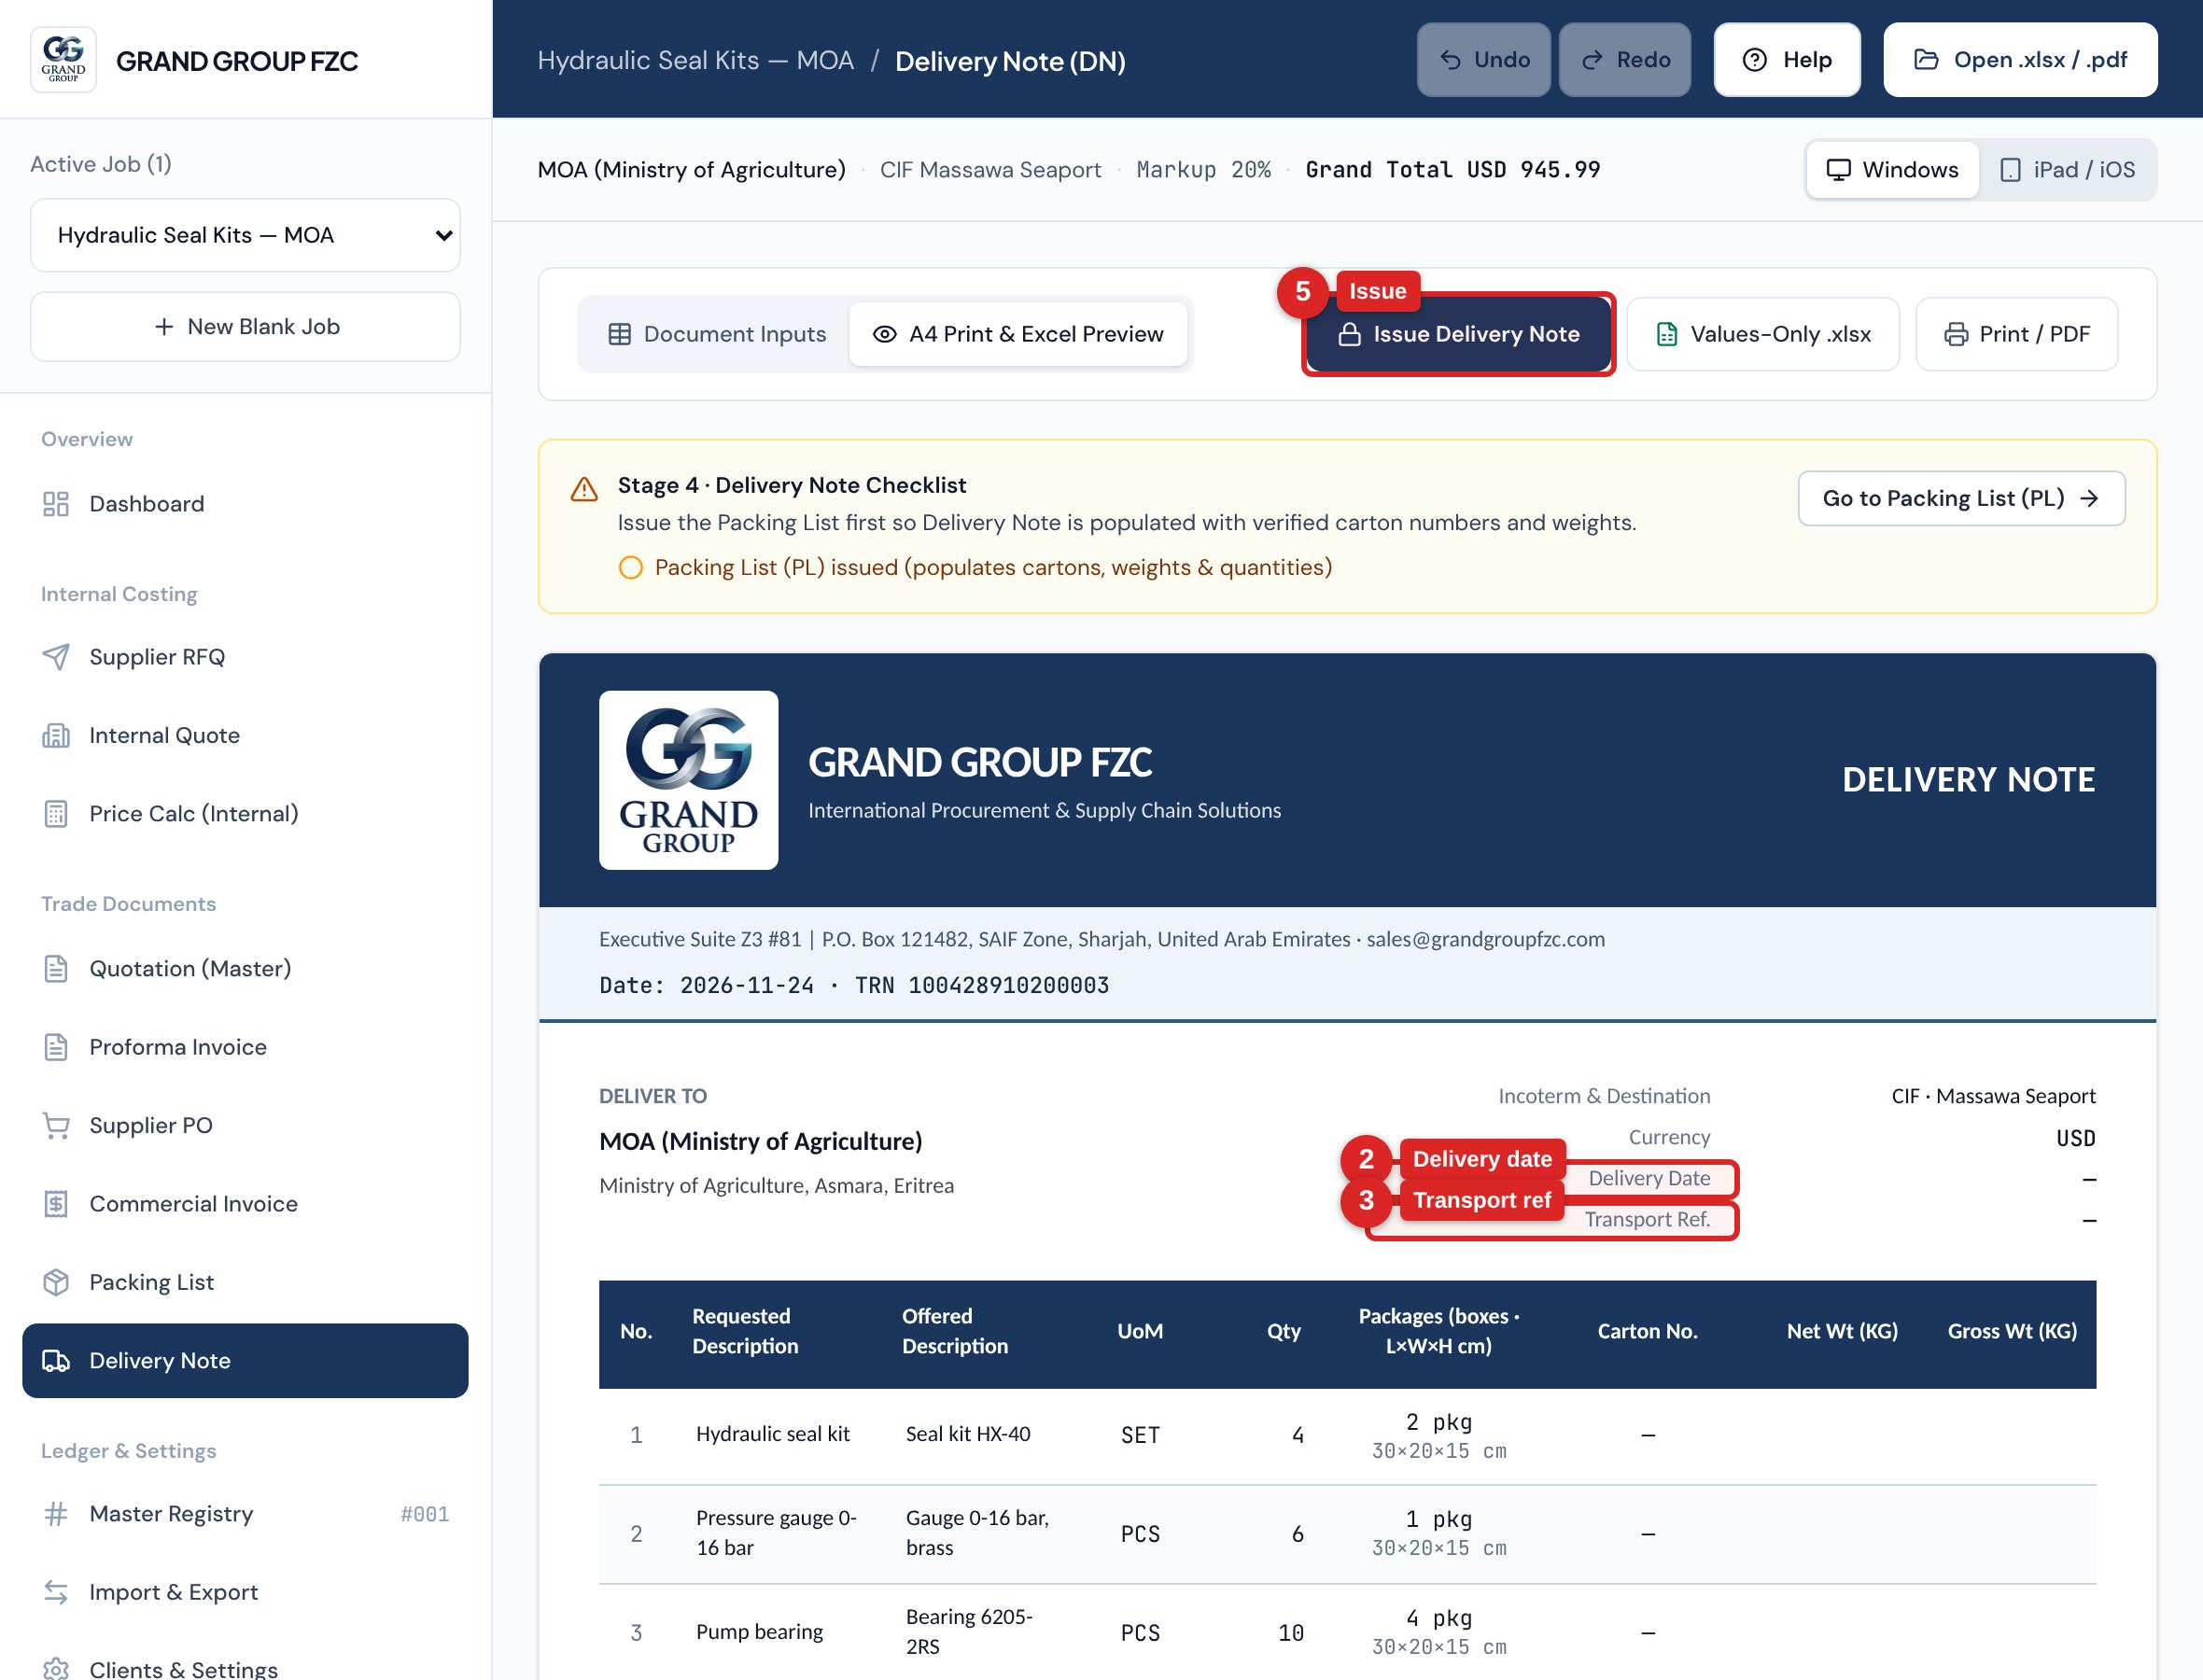 GRAND GROUP
GRAND GROUP FZC
Hydraulic Seal Kits — MOA / Delivery Note (DN)
Undo
Redo
Help
Open .xlsx / .pdf
Active Job (1)
Hydraulic Seal Kits — MOA
+ New Blank Job
MOA (Ministry of Agriculture) · CIF Massawa Seaport · Markup 20% · Grand Total USD 945.99
Windows
iPad / iOS
Overview
Dashboard
Internal Costing
Supplier RFQ
Internal Quote
Price Calc (Internal)
Trade Documents
Quotation (Master)
Proforma Invoice
Supplier PO
Commercial Invoice
Packing List
Delivery Note
Ledger & Settings
Master Registry #001
Import & Export
Clients & Settings
5 Issue
Document Inputs
A4 Print & Excel Preview
Issue Delivery Note
Values-Only .xlsx
Print / PDF
Stage 4 · Delivery Note Checklist
Issue the Packing List first so Delivery Note is populated with verified carton numbers and weights.
Packing List (PL) issued (populates cartons, weights & quantities)
Go to Packing List (PL) →
GRAND
GROUP
GRAND GROUP FZC
International Procurement & Supply Chain Solutions
DELIVERY NOTE
Executive Suite Z3 #81 | P.O. Box 121482, SAIF Zone, Sharjah, United Arab Emirates · sales@grandgroupfzc.com
Date: 2026-11-24 · TRN 100428910200003
DELIVER TO
MOA (Ministry of Agriculture)
Ministry of Agriculture, Asmara, Eritrea
Incoterm & Destination CIF · Massawa Seaport
Currency USD
2 Delivery date Delivery Date —
3 Transport ref Transport Ref. —
No. Requested Description Offered Description UoM Qty Packages (boxes · L×W×H cm) Carton No. Net Wt (KG) Gross Wt (KG)
1 Hydraulic seal kit Seal kit HX-40 SET 4 2 pkg 30×20×15 cm —
2 Pressure gauge 0-16 bar Gauge 0-16 bar, brass PCS 6 1 pkg 30×20×15 cm —
3 Pump bearing Bearing 6205-2RS PCS 10 4 pkg 30×20×15 cm —